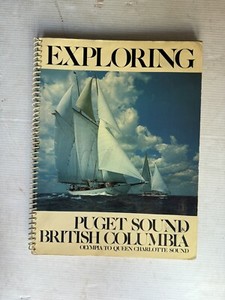 EXPLORING
PUGET SOUND &
BRITISH COLUMBIA
OLYMPIA TO QUEEN CHARLOTTE SOUND